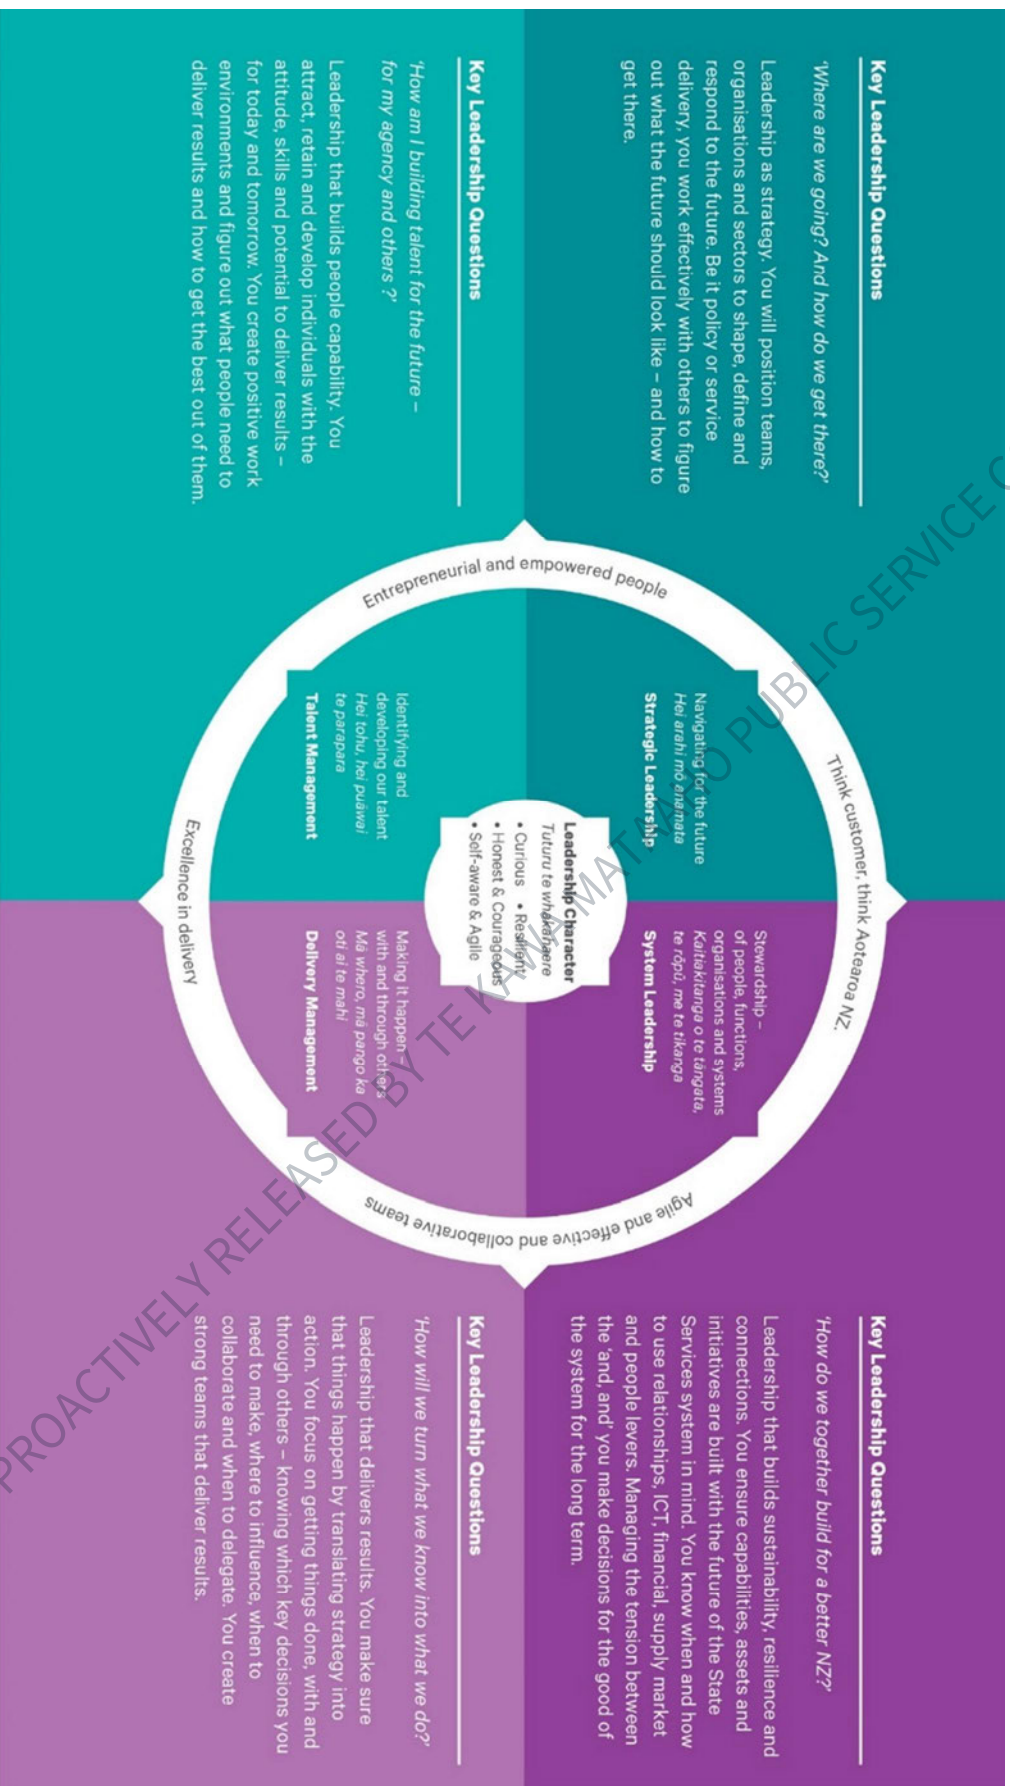 Key Leadership Questions
'Where are we going? And how do we get there?'
Leadership as strategy. You will position teams,
organisations and sectors to shape, define and
respond to the future. Be it policy or service
delivery, you work effectively with others to figure
out what the future should look like – and how to
get there.
Key Leadership Questions
'How do we together build for a better NZ?'
Leadership that builds sustainability, resilience and
connections. You ensure capabilities, assets and
initiatives are built with the future of the State
Services system in mind. You know when and how
to use relationships, ICT, financial, supply market
and people levers. Managing the tension between
the 'and, and' you make decisions for the good of
the system for the long term.
Think customer, think Aotearoa NZ.
Entrepreneurial and empowered people
Agile and effective and collaborative teams
Excellence in delivery
Navigating for the future
Hei arahi mō anamata
Strategic Leadership
Stewardship –
of people, functions,
organisations and systems
Kaitiakitanga o te tāngata,
te rōpū, me te tikanga
System Leadership
Leadership Character
Tuturu te whakahaere
• Curious • Resilient
• Honest & Courageous
• Self-aware & Agile
Identifying and
developing our talent
Hei tohu, hei puāwai
te parapara
Talent Management
Making it happen –
with and through others
Mā whero, mā pango ka
oti ai te mahi
Delivery Management
Key Leadership Questions
'How am I building talent for the future –
for my agency and others ?'
Leadership that builds people capability. You
attract, retain and develop individuals with the
attitude, skills and potential to deliver results –
for today and tomorrow. You create positive work
environments and figure out what people need to
deliver results and how to get the best out of them.
Key Leadership Questions
'How will we turn what we know into what we do?'
Leadership that delivers results. You make sure
that things happen by translating strategy into
action. You focus on getting things done, with and
through others – knowing which key decisions you
need to make, where to influence, when to
collaborate and when to delegate. You create
strong teams that deliver results.
PROACTIVELY RELEASED BY TE KAWA MATAAHO PUBLIC SERVICE